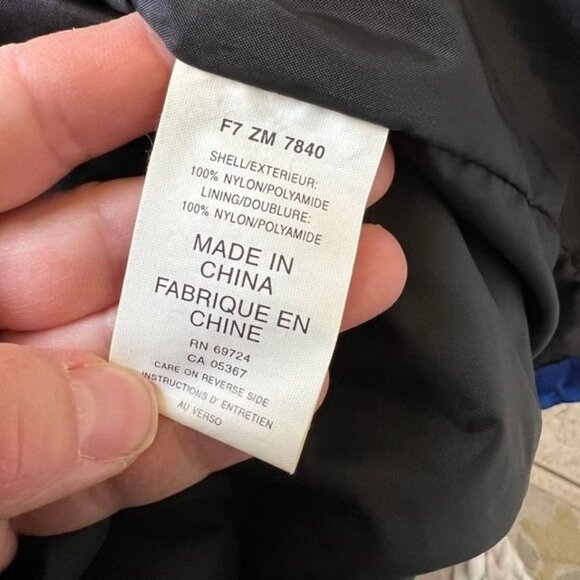 F7 ZM 7840
SHELL/EXTERIEUR:
100% NYLON/POLYAMIDE
LINING/DOUBLURE:
100% NYLON/POLYAMIDE
MADE IN
CHINA
FABRIQUE EN
CHINE
RN 69724
CA 05367
CARE ON REVERSE SIDE
INSTRUCTIONS D' ENTRETIEN
AU VERSO